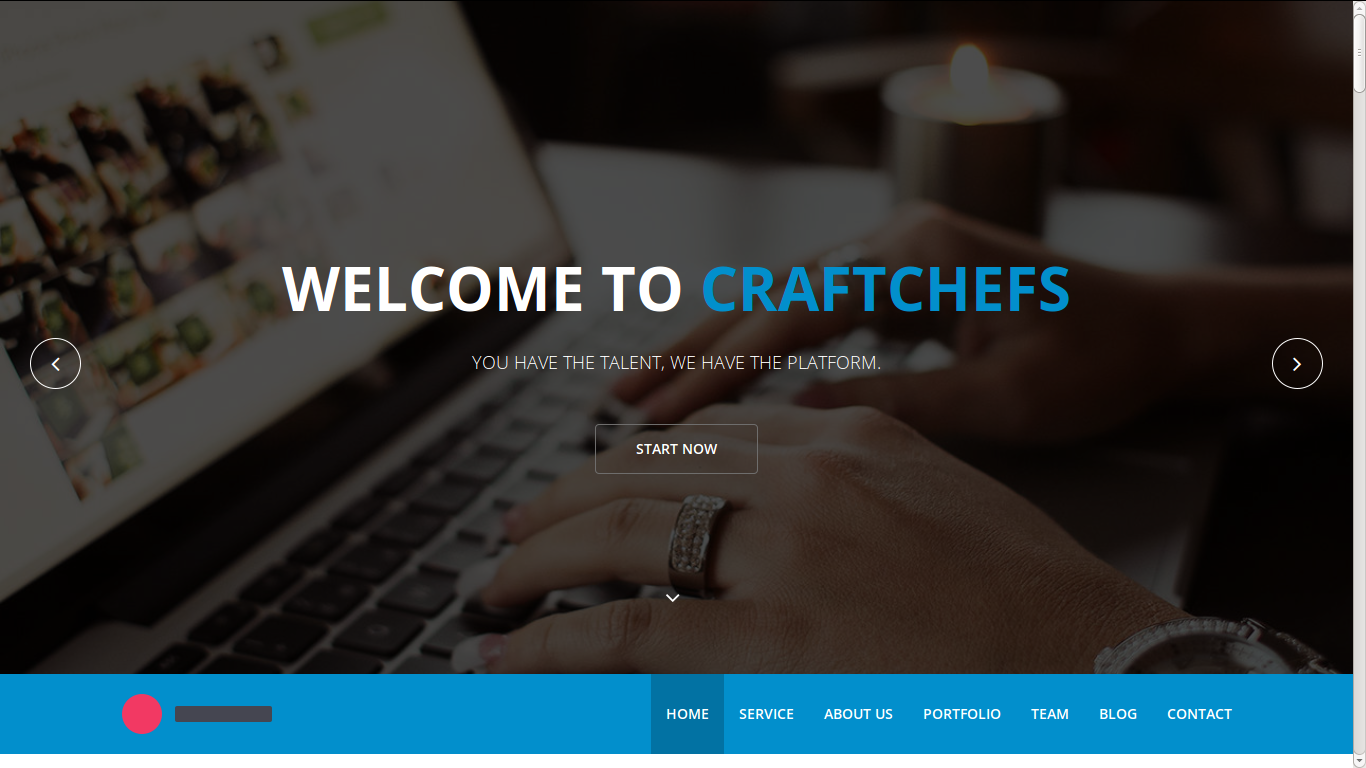 WELCOME TO CRAFTCHEFS
YOU HAVE THE TALENT, WE HAVE THE PLATFORM.
START NOW
HOME SERVICE ABOUT US PORTFOLIO TEAM BLOG CONTACT